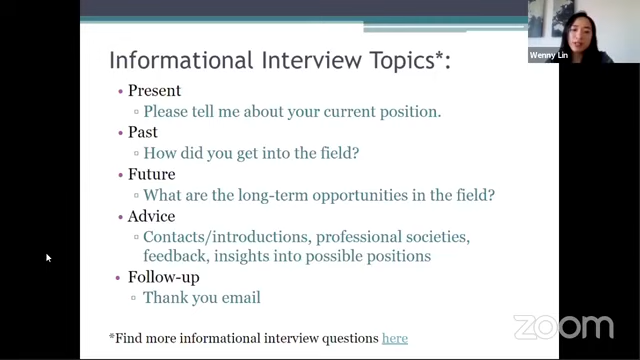 Informational Interview Topics*:
• Present
▫ Please tell me about your current position.
• Past
▫ How did you get into the field?
• Future
▫ What are the long-term opportunities in the field?
• Advice
▫ Contacts/introductions, professional societies,
feedback, insights into possible positions
• Follow-up
▫ Thank you email
*Find more informational interview questions here
Wenny Lin
zoom